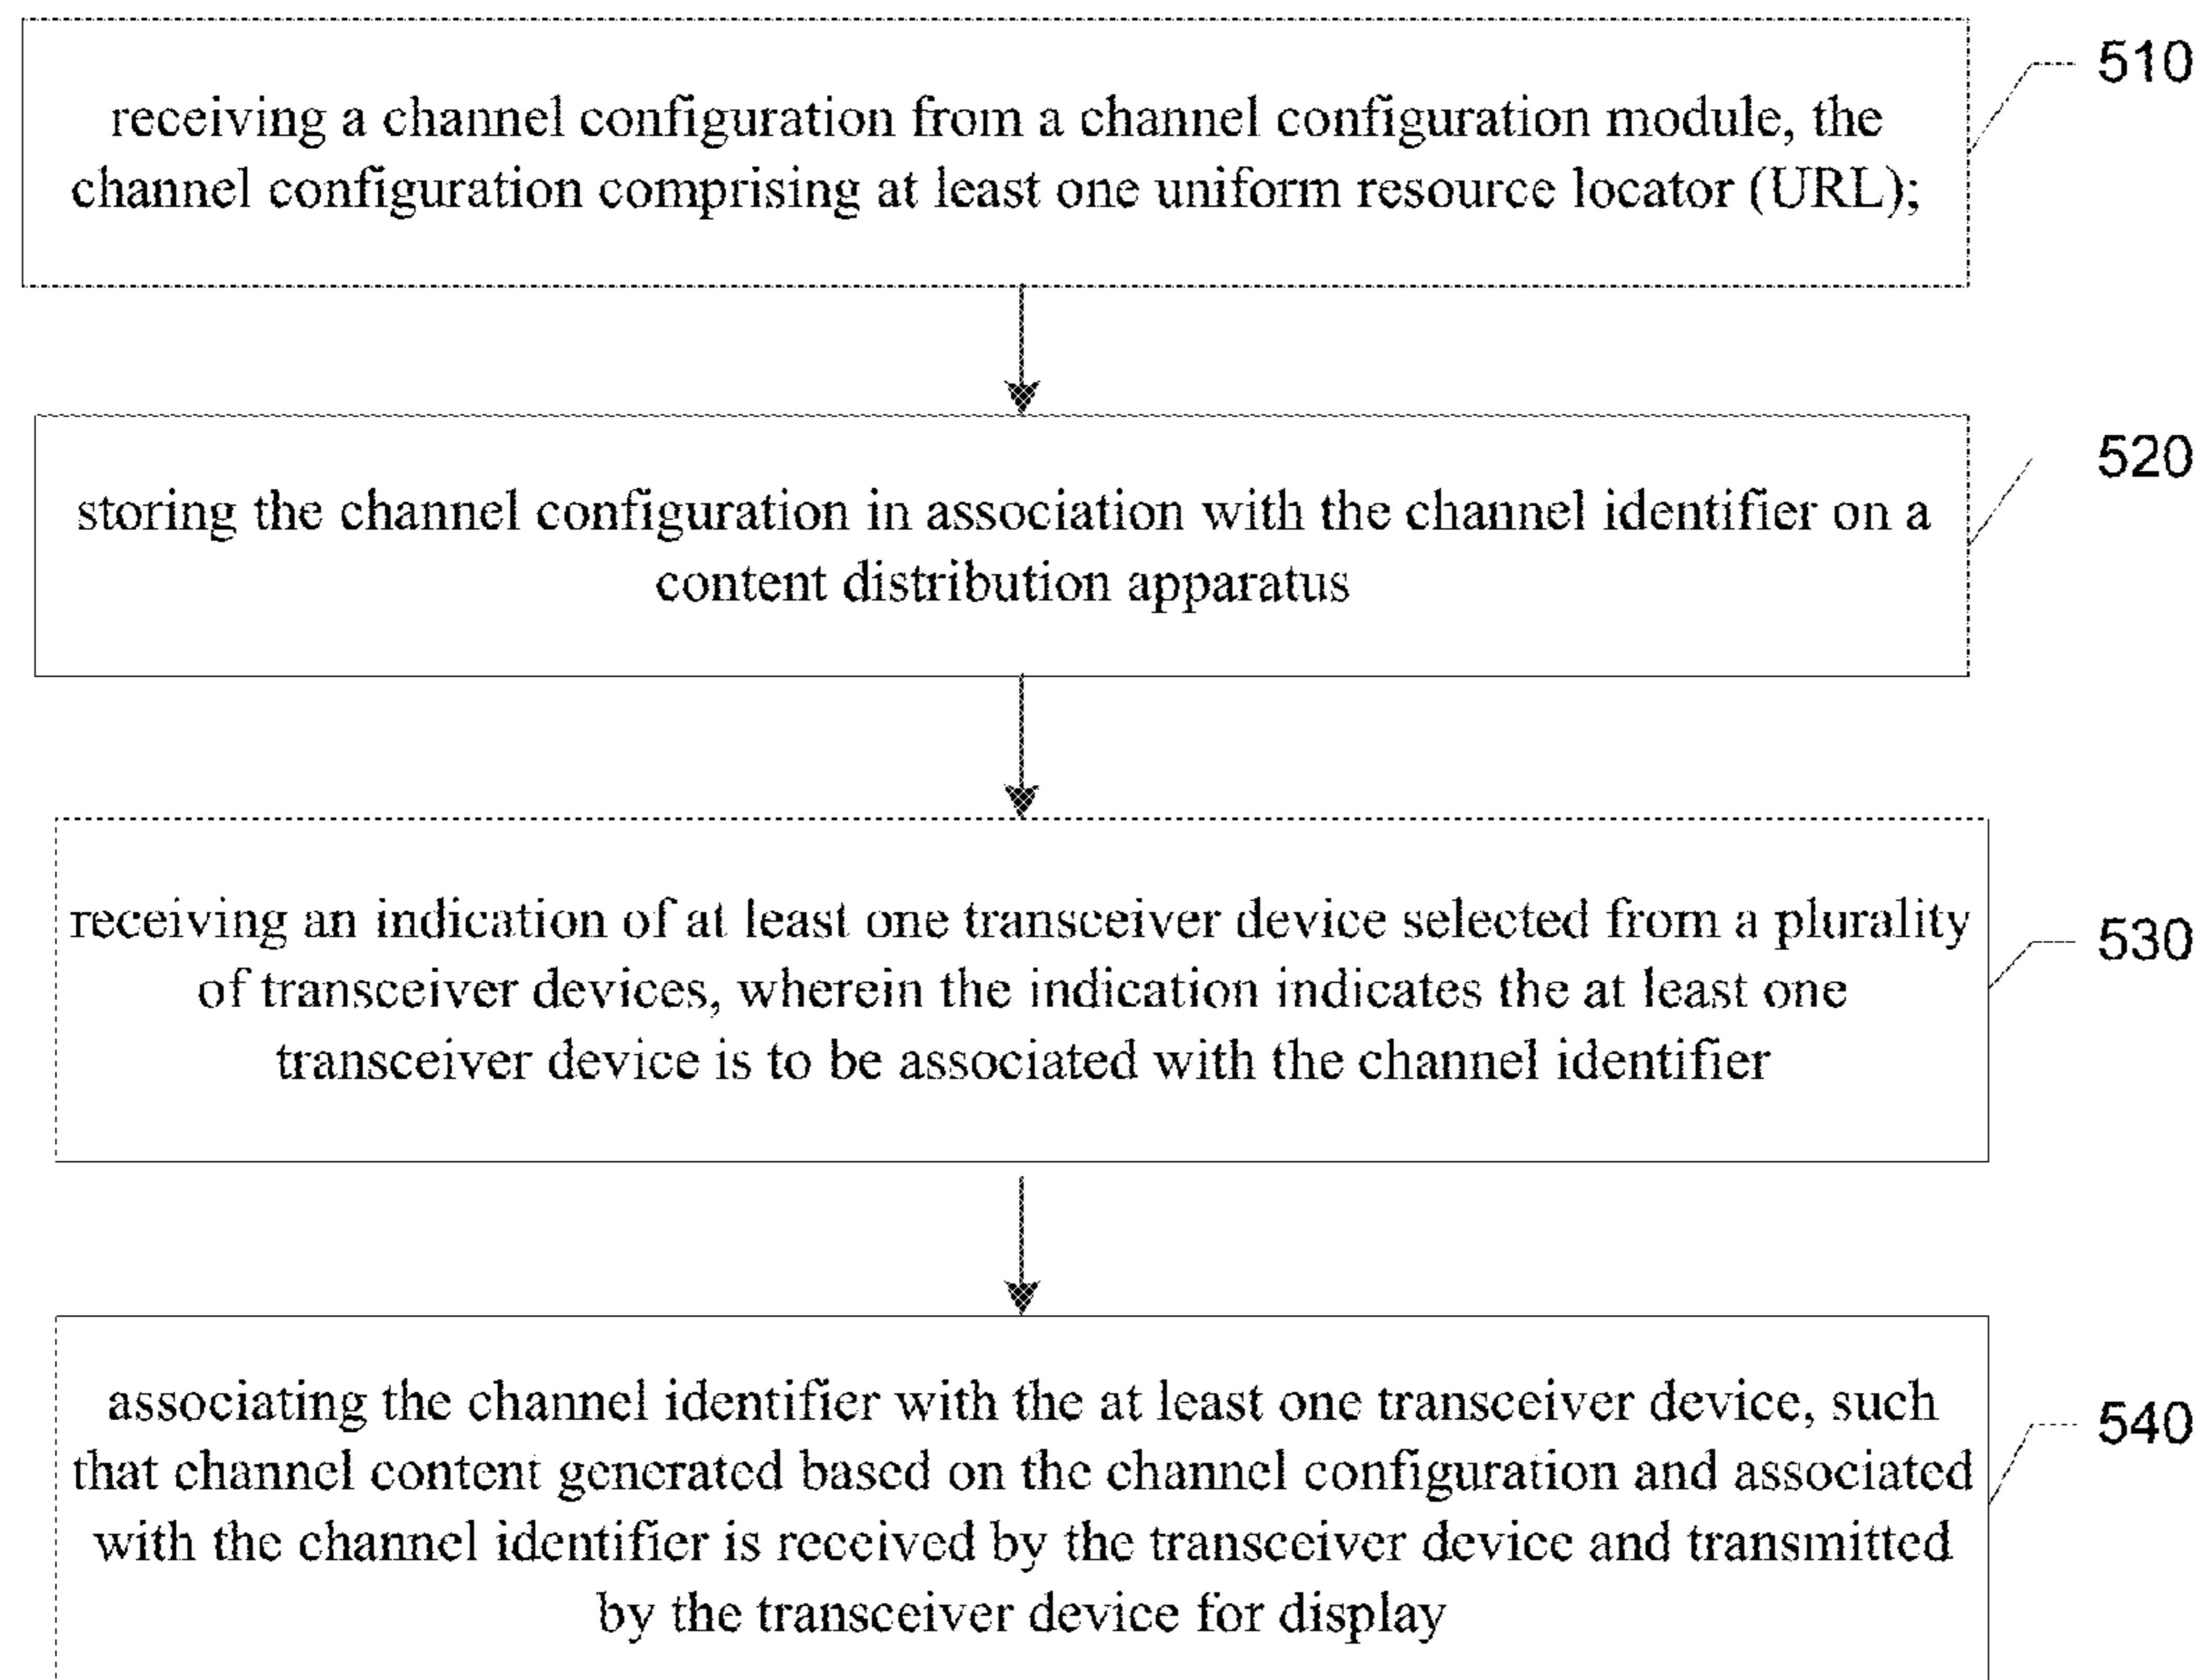 510
receiving a channel configuration from a channel configuration module, the
channel configuration comprising at least one uniform resource locator (URL);
520
storing the channel configuration in association with the channel identifier on a
content distribution apparatus
530
receiving an indication of at least one transceiver device selected from a plurality
of transceiver devices, wherein the indication indicates the at least one
transceiver device is to be associated with the channel identifier
540
associating the channel identifier with the at least one transceiver device, such
that channel content generated based on the channel configuration and associated
with the channel identifier is received by the transceiver device and transmitted
by the transceiver device for display